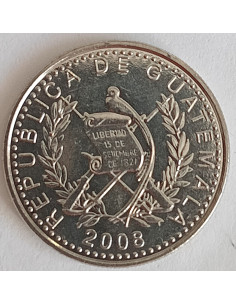 REPUBLICA DE GUATEMALA
LIBERTAD
15 DE
SEPTIEMBRE
DE 1821
2008